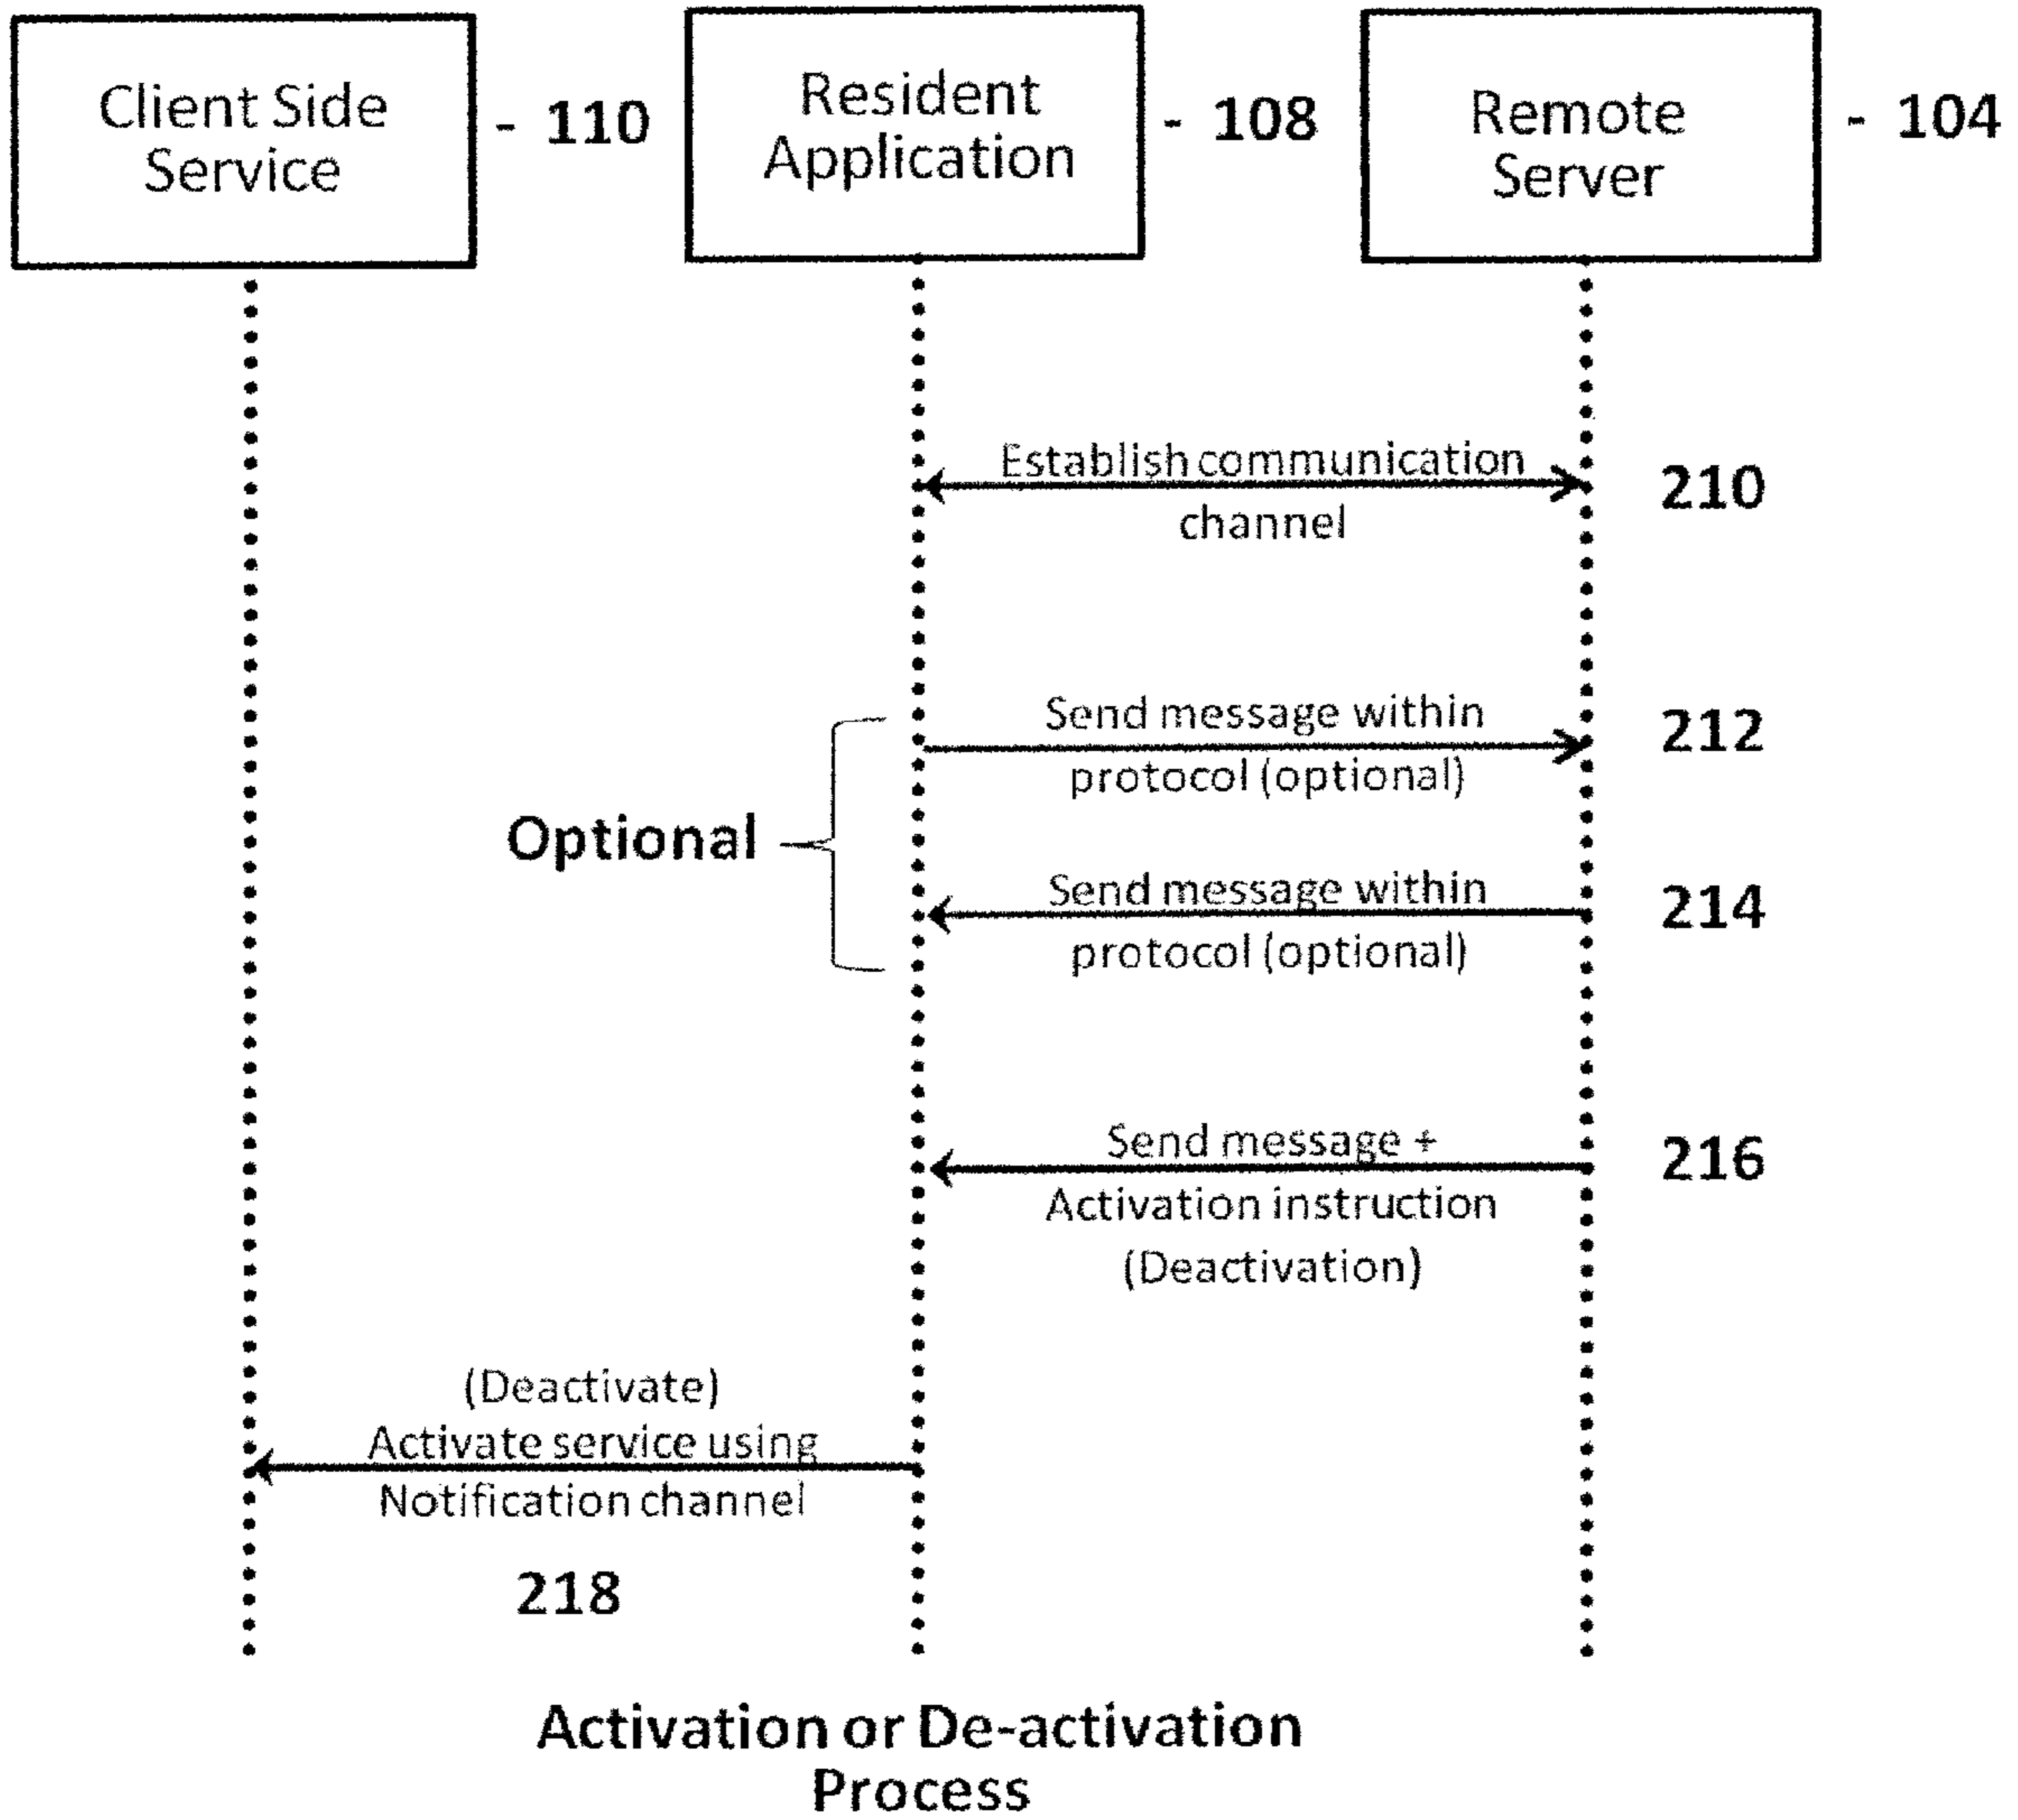 Client Side
Service
- 110
Resident
Application
- 108
Remote
Server
- 104
Establish communication
channel
210
Send message within
protocol (optional)
212
Optional
Send message within
protocol (optional)
214
Send message +
Activation instruction
(Deactivation)
216
(Deactivate)
Activate service using
Notification channel
218
Activation or De-activation
Process